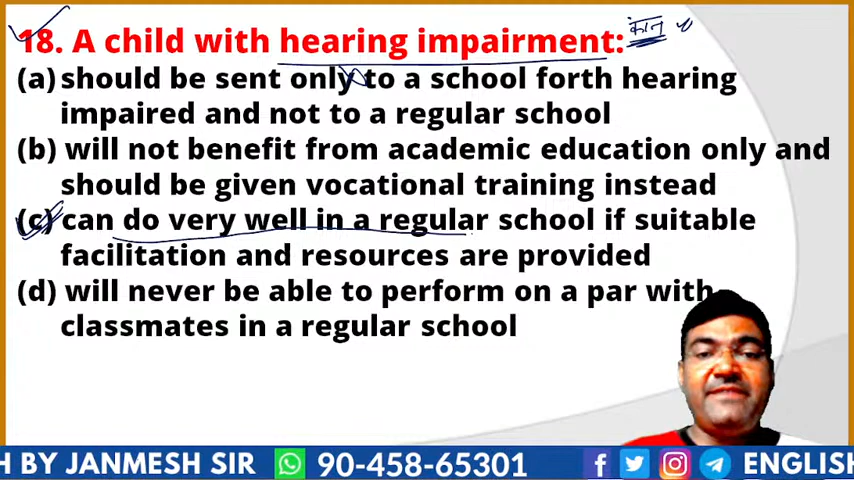 18. A child with hearing impairment: कान
(a) should be sent only to a school forth hearing
impaired and not to a regular school
(b) will not benefit from academic education only and
should be given vocational training instead
(c) can do very well in a regular school if suitable
facilitation and resources are provided
(d) will never be able to perform on a par with
classmates in a regular school
H BY JANMESH SIR 90-458-65301 ENGLISH